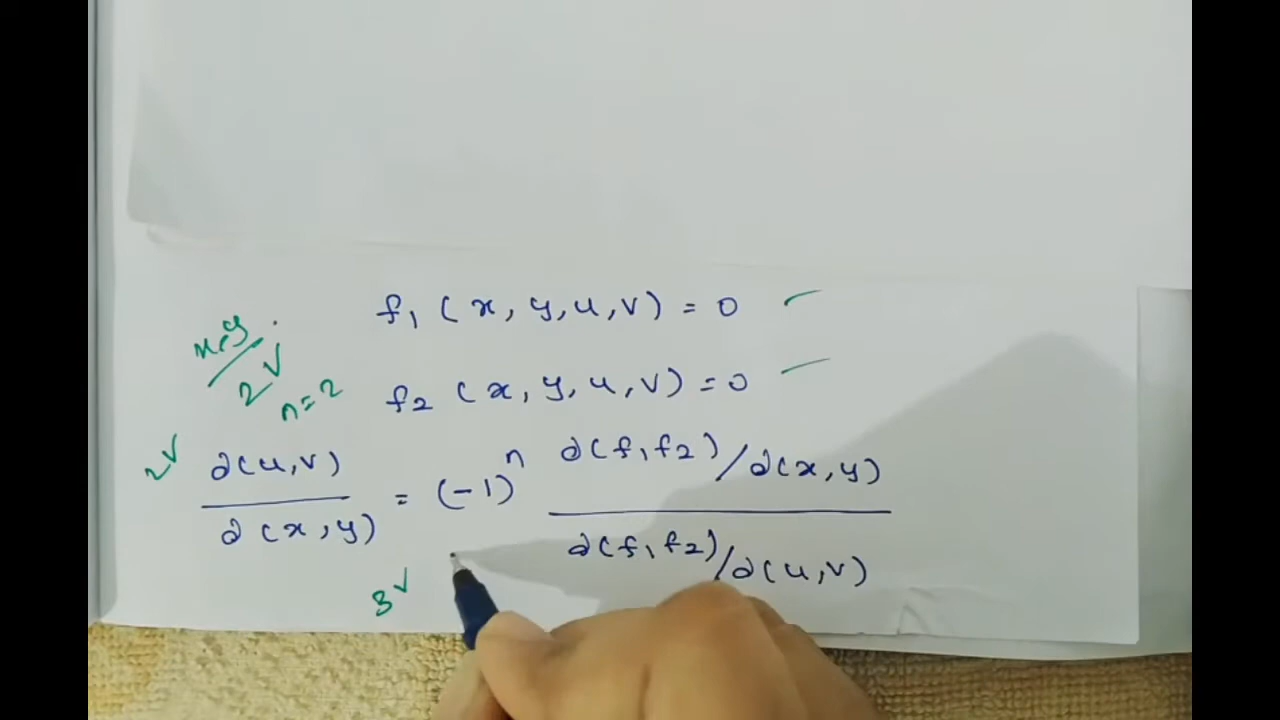 f₁ (x, y, u, v) = 0
x, y
2 v
n = 2
f₂ (x, y, u, v) = 0
2 v
∂(u, v) / ∂(x, y) = (-1)ⁿ ∂(f₁ f₂)/∂(x, y) / ∂(f₁ f₂)/∂(u, v)
3 v